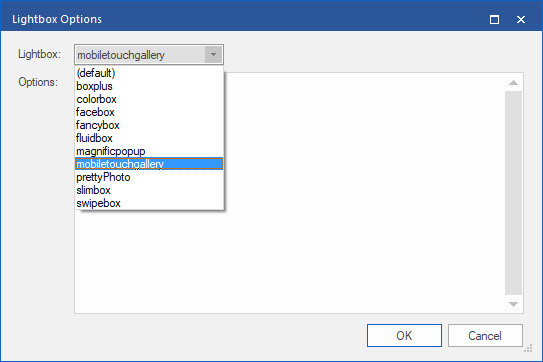 Lightbox Options
Lightbox:
mobiletouchgallery
Options:
(default)
boxplus
colorbox
facebox
fancybox
fluidbox
magnificpopup
mobiletouchgallery
prettyPhoto
slimbox
swipebox
OK
Cancel